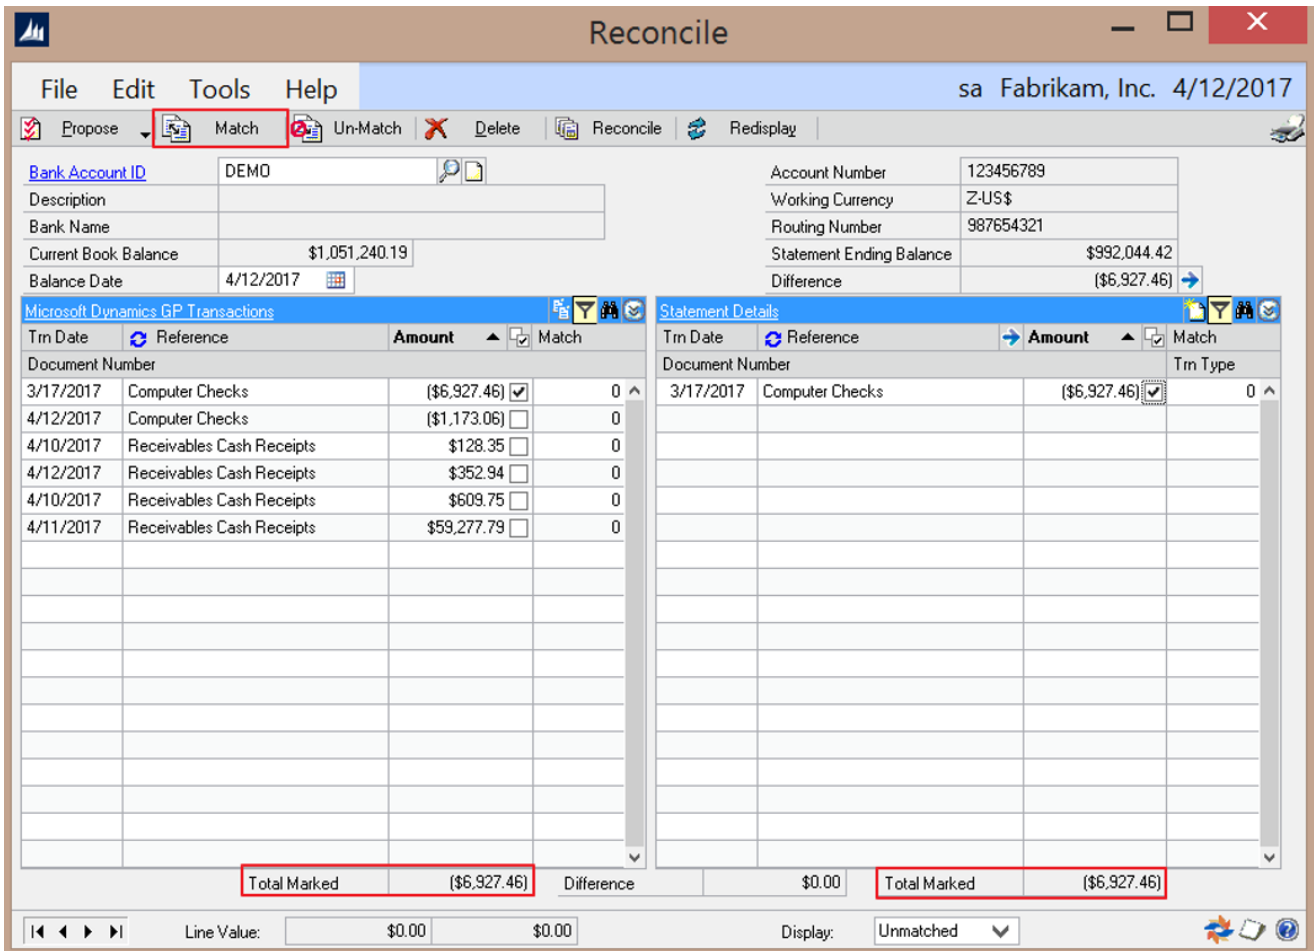 Reconcile
File Edit Tools Help sa Fabrikam, Inc. 4/12/2017
Propose Match Un-Match Delete Reconcile Redisplay
Bank Account ID DEMO Account Number 123456789
Description Working Currency Z-US$
Bank Name Routing Number 987654321
Current Book Balance $1,051,240.19 Statement Ending Balance $992,044.42
Balance Date 4/12/2017 Difference ($6,927.46)
Microsoft Dynamics GP Transactions Statement Details
Trn Date Reference Amount Match Trn Date Reference Amount Match
Document Number Document Number Trn Type
3/17/2017 Computer Checks ($6,927.46) 0 3/17/2017 Computer Checks ($6,927.46) 0
4/12/2017 Computer Checks ($1,173.06) 0
4/10/2017 Receivables Cash Receipts $128.35 0
4/12/2017 Receivables Cash Receipts $352.94 0
4/10/2017 Receivables Cash Receipts $609.75 0
4/11/2017 Receivables Cash Receipts $59,277.79 0
Total Marked ($6,927.46) Difference $0.00 Total Marked ($6,927.46)
Line Value: $0.00 $0.00 Display: Unmatched